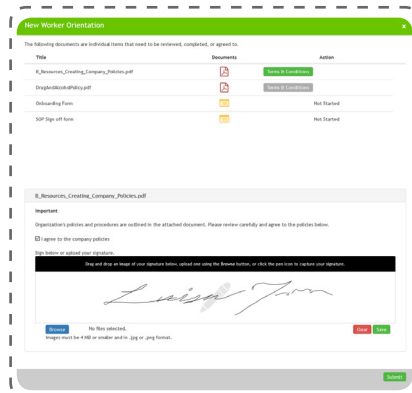 New Worker Orientation
x
The following documents are individual items that need to be reviewed, completed, or agreed to.
Title Documents Action
B_Resources_Creating_Company_Policies.pdf Terms & Conditions
DrugAndAlcoholPolicy.pdf Terms & Conditions
Onboarding Form Not Started
SOP Sign off form Not Started
B_Resources_Creating_Company_Policies.pdf
Important
Organization's policies and procedures are outlined in the attached document. Please review carefully and agree to the policies below.
I agree to the company policies
Sign below or upload your signature.
Drag and drop an image of your signature below, upload one using the Browse button, or click the pen icon to capture your signature.
Browse No files selected. Clear Save
Images must be 4 MB or smaller and in .jpg or .png format.
Submit